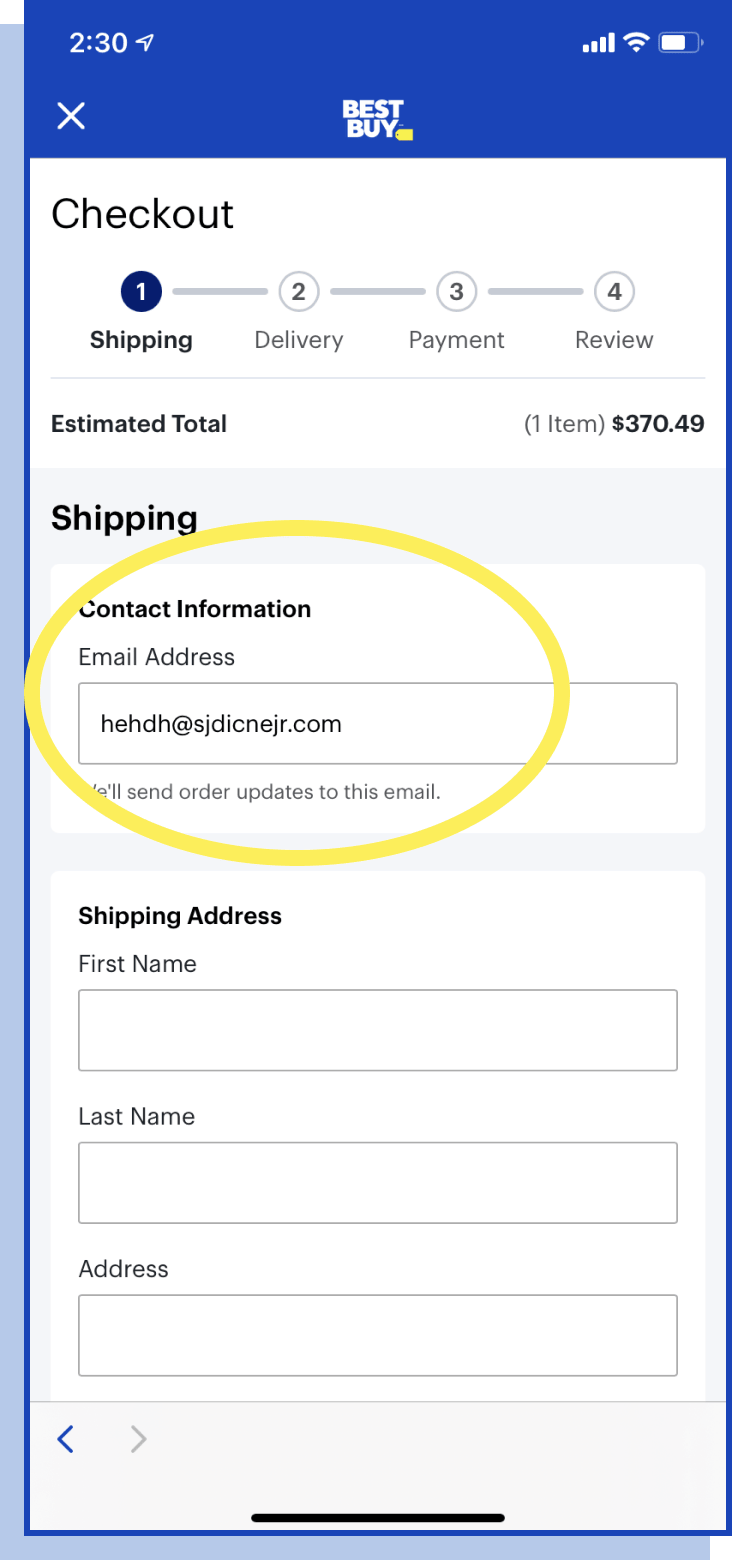 2:30
BEST
BUY
Checkout
1 2 3 4
Shipping Delivery Payment Review
Estimated Total (1 Item) $370.49
Shipping
Contact Information
Email Address
hehdh@sjdicnejr.com
We'll send order updates to this email.
Shipping Address
First Name
Last Name
Address